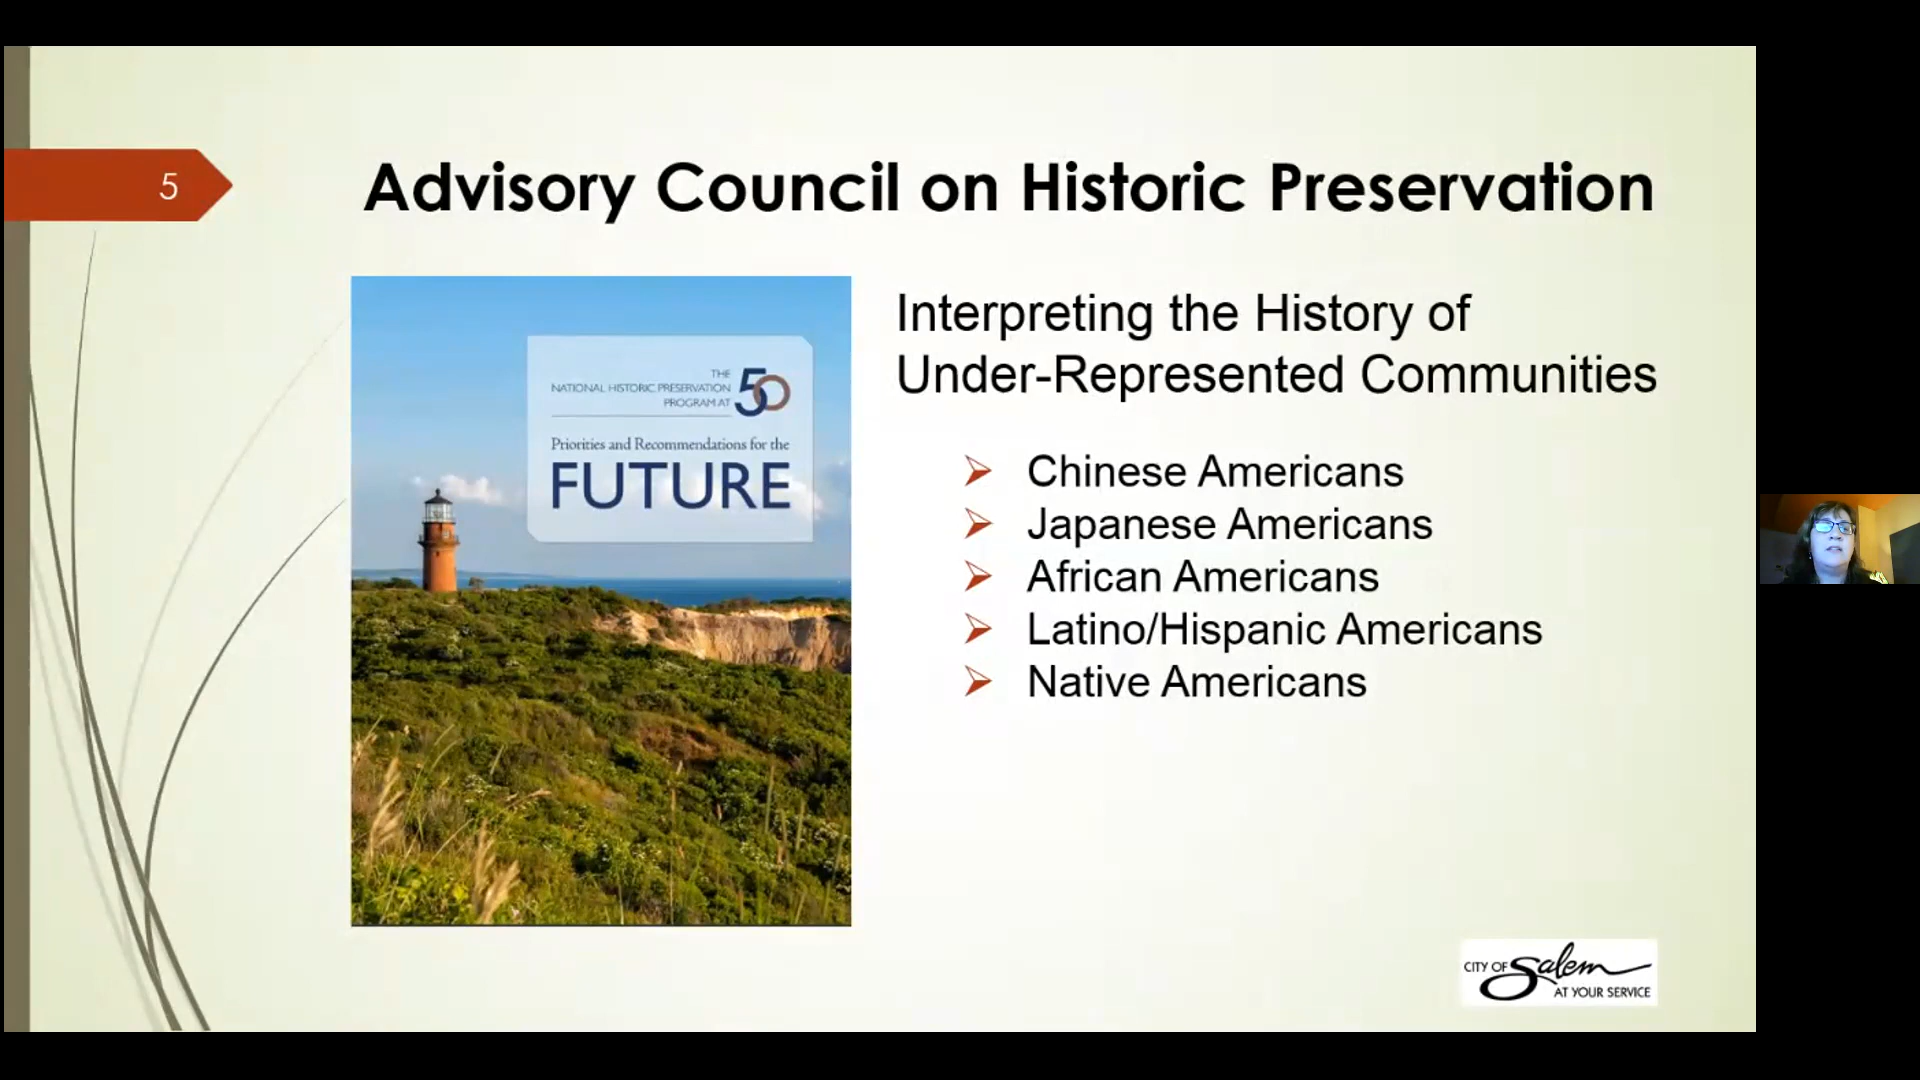 5
Advisory Council on Historic Preservation
THE
NATIONAL HISTORIC PRESERVATION
PROGRAM AT 50
Priorities and Recommendations for the
FUTURE
Interpreting the History of
Under-Represented Communities
Chinese Americans
Japanese Americans
African Americans
Latino/Hispanic Americans
Native Americans
CITY OF Salem
AT YOUR SERVICE